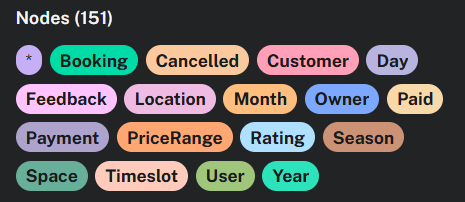 Nodes (151)
* Booking Cancelled Customer Day
Feedback Location Month Owner Paid
Payment PriceRange Rating Season
Space Timeslot User Year